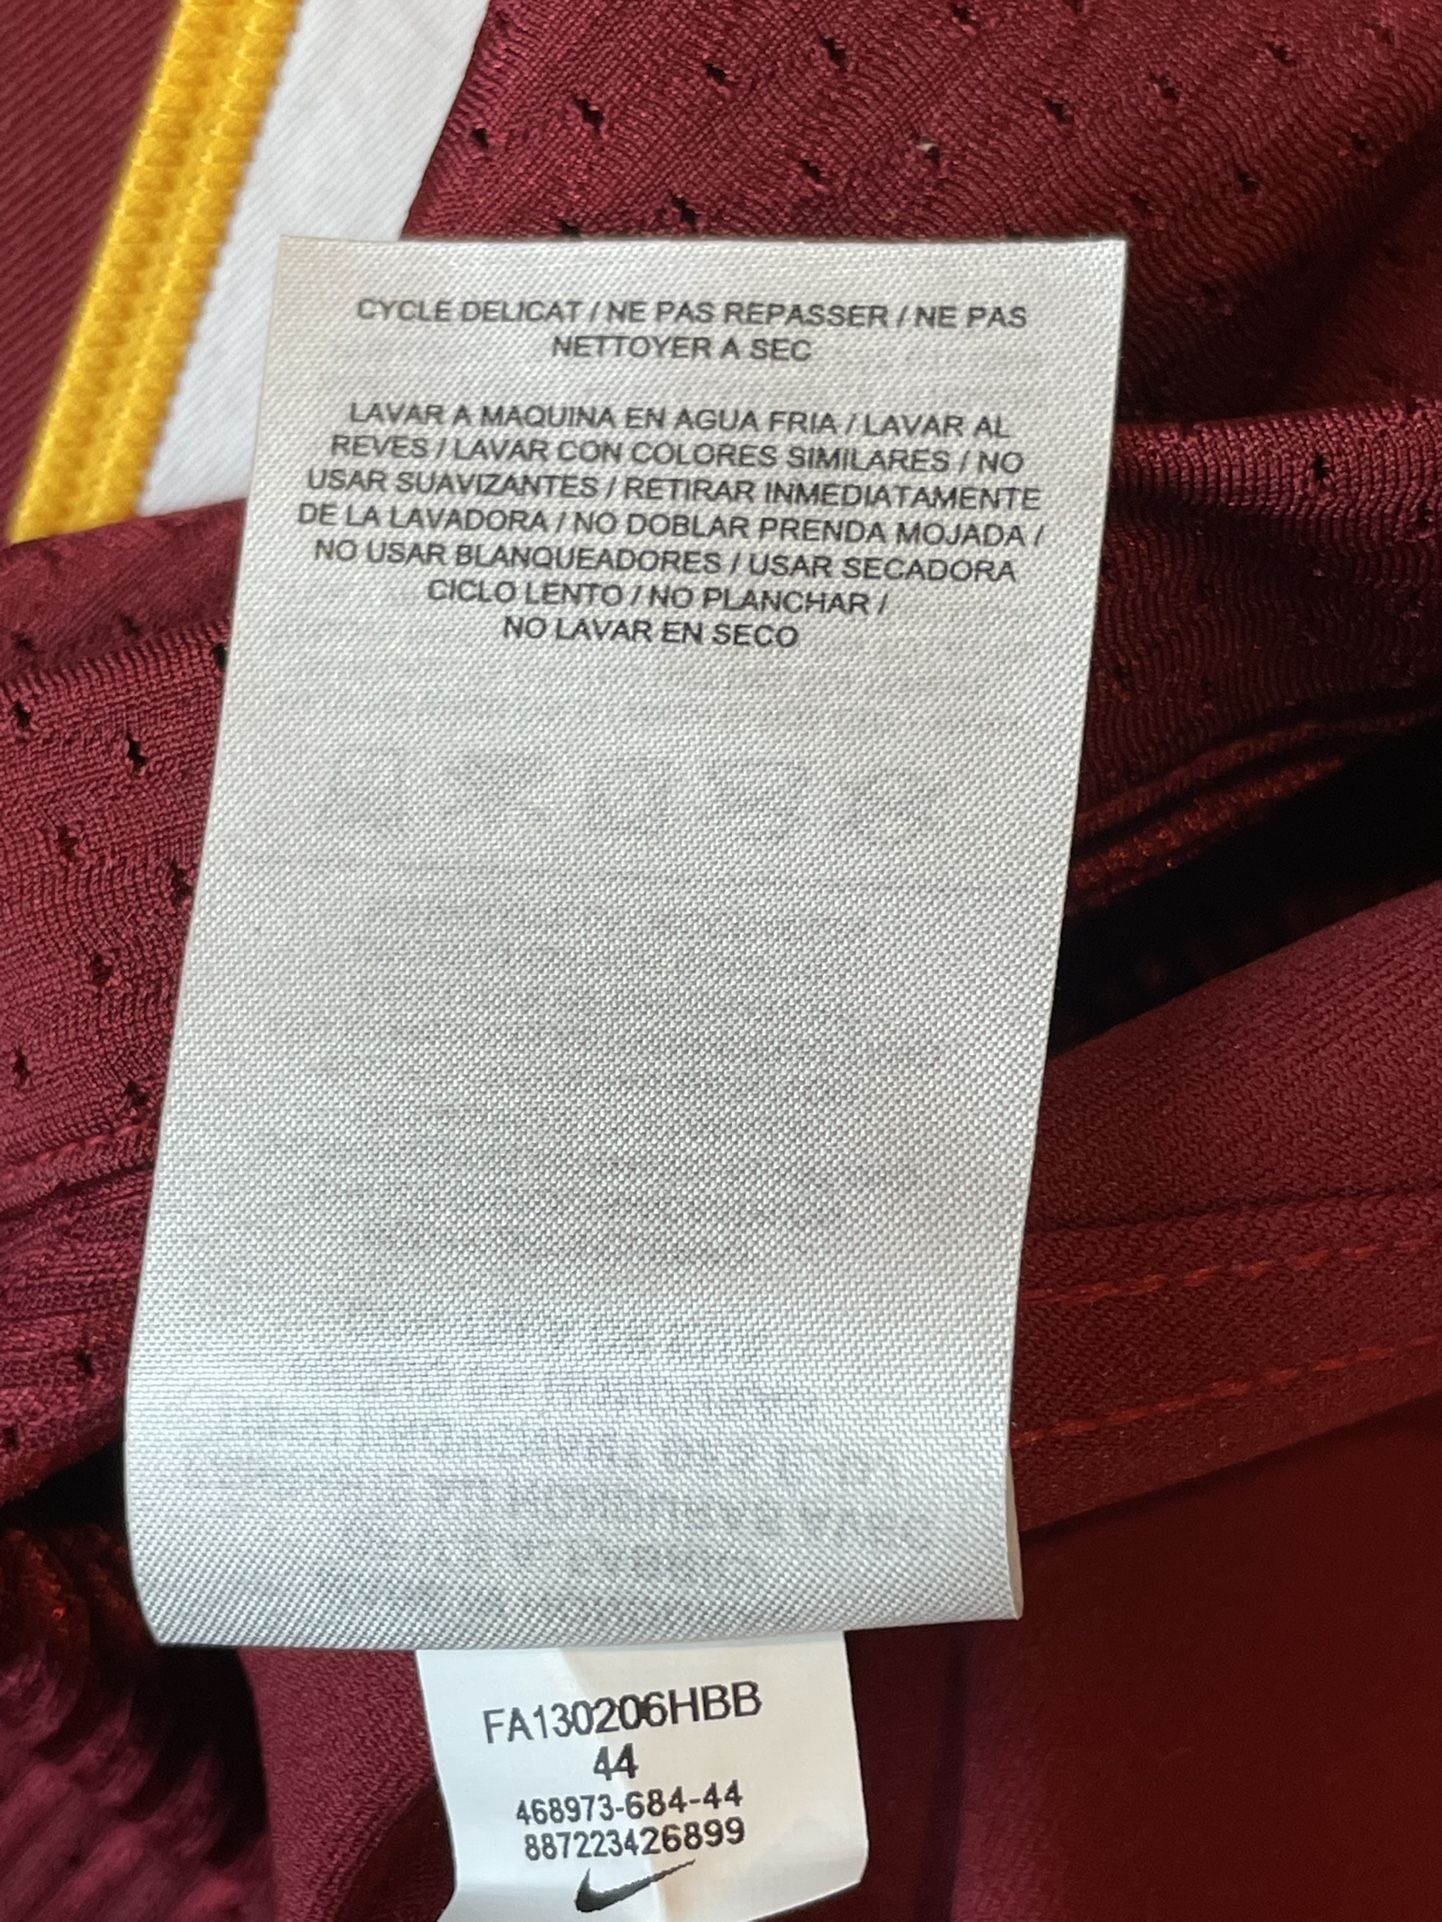 CYCLE DELICAT / NE PAS REPASSER / NE PAS
NETTOYER A SEC
LAVAR A MAQUINA EN AGUA FRIA / LAVAR AL
REVES / LAVAR CON COLORES SIMILARES / NO
USAR SUAVIZANTES / RETIRAR INMEDIATAMENTE
DE LA LAVADORA / NO DOBLAR PRENDA MOJADA /
NO USAR BLANQUEADORES / USAR SECADORA
CICLO LENTO / NO PLANCHAR /
NO LAVAR EN SECO
FA130206HBB
44
468973-684-44
887223426899